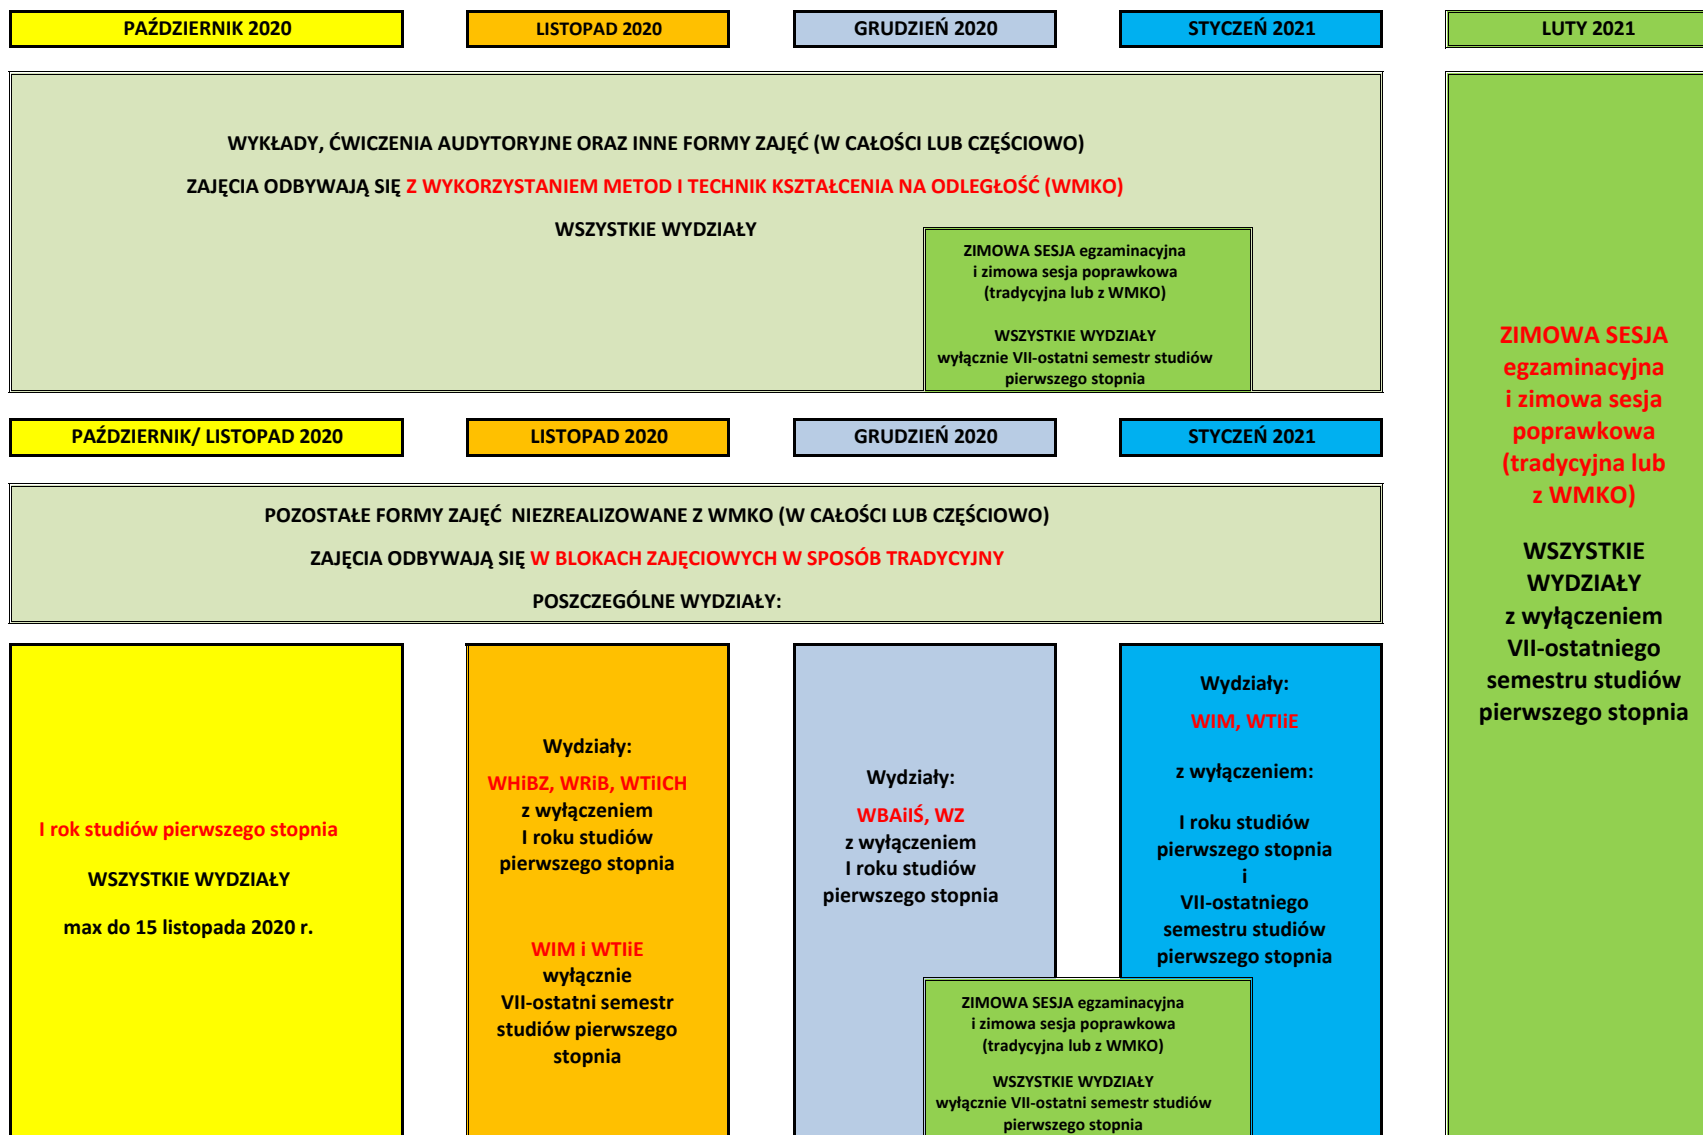 PAŹDZIERNIK 2020
LISTOPAD 2020
GRUDZIEŃ 2020
STYCZEŃ 2021
LUTY 2021
WYKŁADY, ĆWICZENIA AUDYTORYJNE ORAZ INNE FORMY ZAJĘĆ (W CAŁOŚCI LUB CZĘŚCIOWO)
ZAJĘCIA ODBYWAJĄ SIĘ Z WYKORZYSTANIEM METOD I TECHNIK KSZTAŁCENIA NA ODLEGŁOŚĆ (WMKO)
WSZYSTKIE WYDZIAŁY
ZIMOWA SESJA egzaminacyjna
i zimowa sesja poprawkowa
(tradycyjna lub z WMKO)
WSZYSTKIE WYDZIAŁY
wyłącznie VII-ostatni semestr studiów
pierwszego stopnia
PAŹDZIERNIK/ LISTOPAD 2020
LISTOPAD 2020
GRUDZIEŃ 2020
STYCZEŃ 2021
POZOSTAŁE FORMY ZAJĘĆ NIEZREALIZOWANE Z WMKO (W CAŁOŚCI LUB CZĘŚCIOWO)
ZAJĘCIA ODBYWAJĄ SIĘ W BLOKACH ZAJĘCIOWYCH W SPOSÓB TRADYCYJNY
POSZCZEGÓLNE WYDZIAŁY:
I rok studiów pierwszego stopnia
WSZYSTKIE WYDZIAŁY
max do 15 listopada 2020 r.
Wydziały:
WHiBZ, WRiB, WTiICH
z wyłączeniem
I roku studiów
pierwszego stopnia
WIM i WTIiE
wyłącznie
VII-ostatni semestr
studiów pierwszego
stopnia
Wydziały:
WBAiIŚ, WZ
z wyłączeniem
I roku studiów
pierwszego stopnia
Wydziały:
WIM, WTIiE
z wyłączeniem:
I roku studiów
pierwszego stopnia
i
VII-ostatniego
semestru studiów
pierwszego stopnia
ZIMOWA SESJA egzaminacyjna
i zimowa sesja poprawkowa
(tradycyjna lub z WMKO)
WSZYSTKIE WYDZIAŁY
wyłącznie VII-ostatni semestr studiów
pierwszego stopnia
ZIMOWA SESJA
egzaminacyjna
i zimowa sesja
poprawkowa
(tradycyjna lub
z WMKO)
WSZYSTKIE
WYDZIAŁY
z wyłączeniem
VII-ostatniego
semestru studiów
pierwszego stopnia